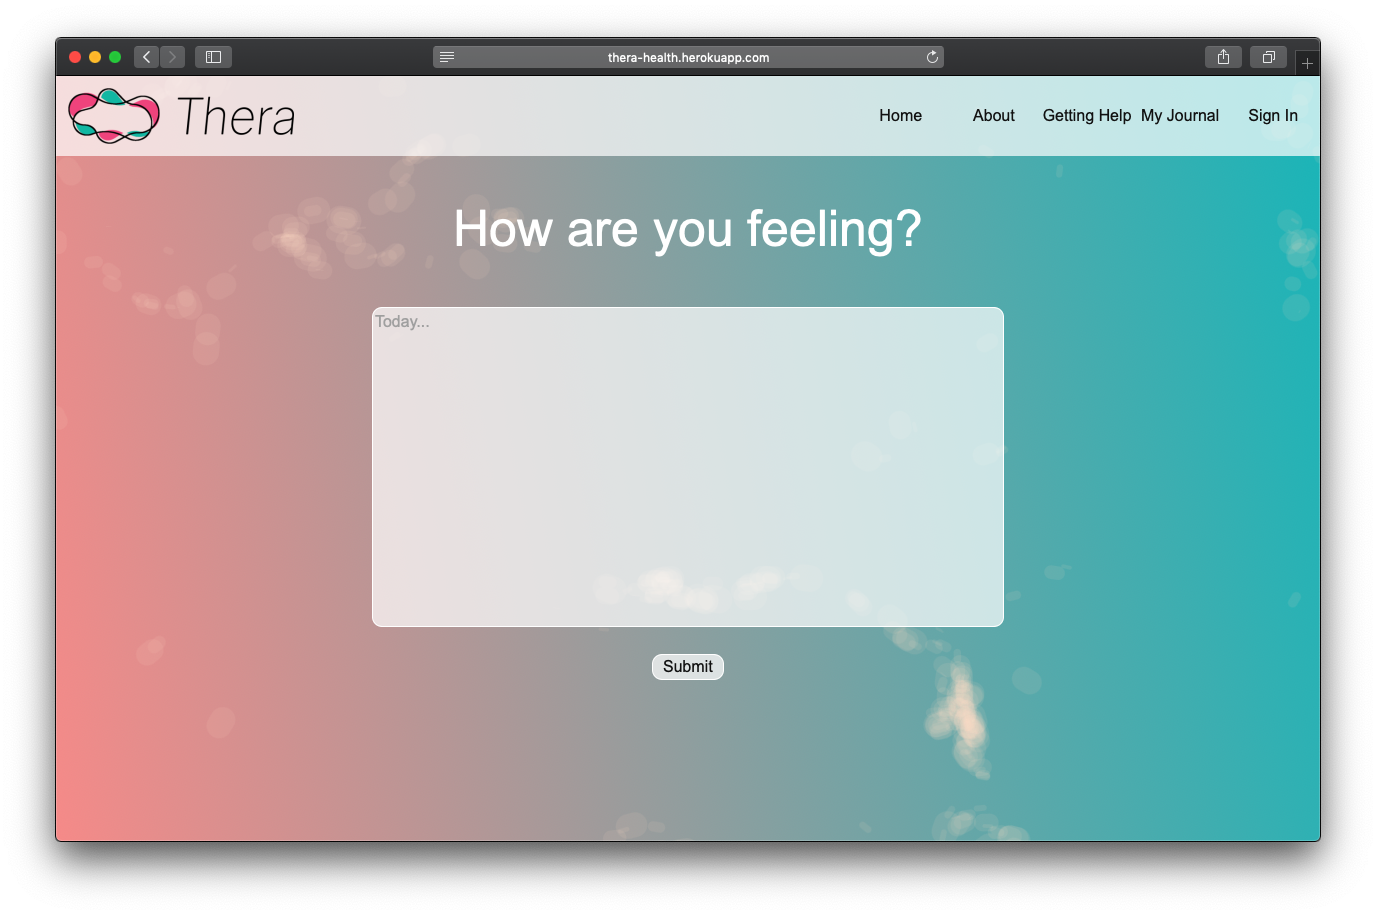 thera-health.herokuapp.com
Thera
Home About Getting Help My Journal Sign In
How are you feeling?
Today...
Submit